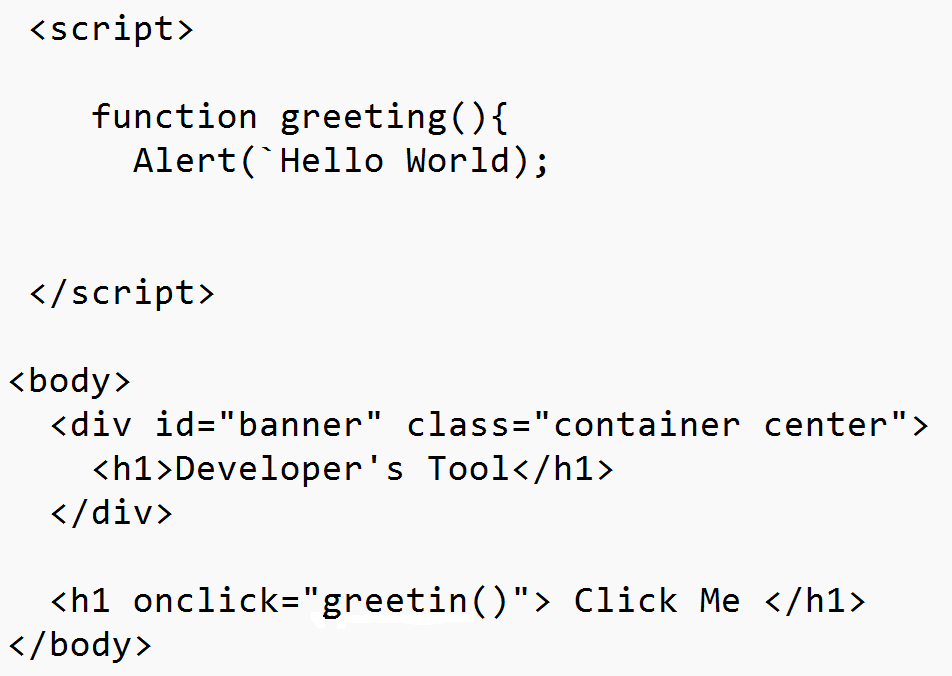 <script>
function greeting(){
Alert(`Hello World);
</script>
<body>
<div id="banner" class="container center">
<h1>Developer's Tool</h1>
</div>
<h1 onclick="greetin()"> Click Me </h1>
</body>